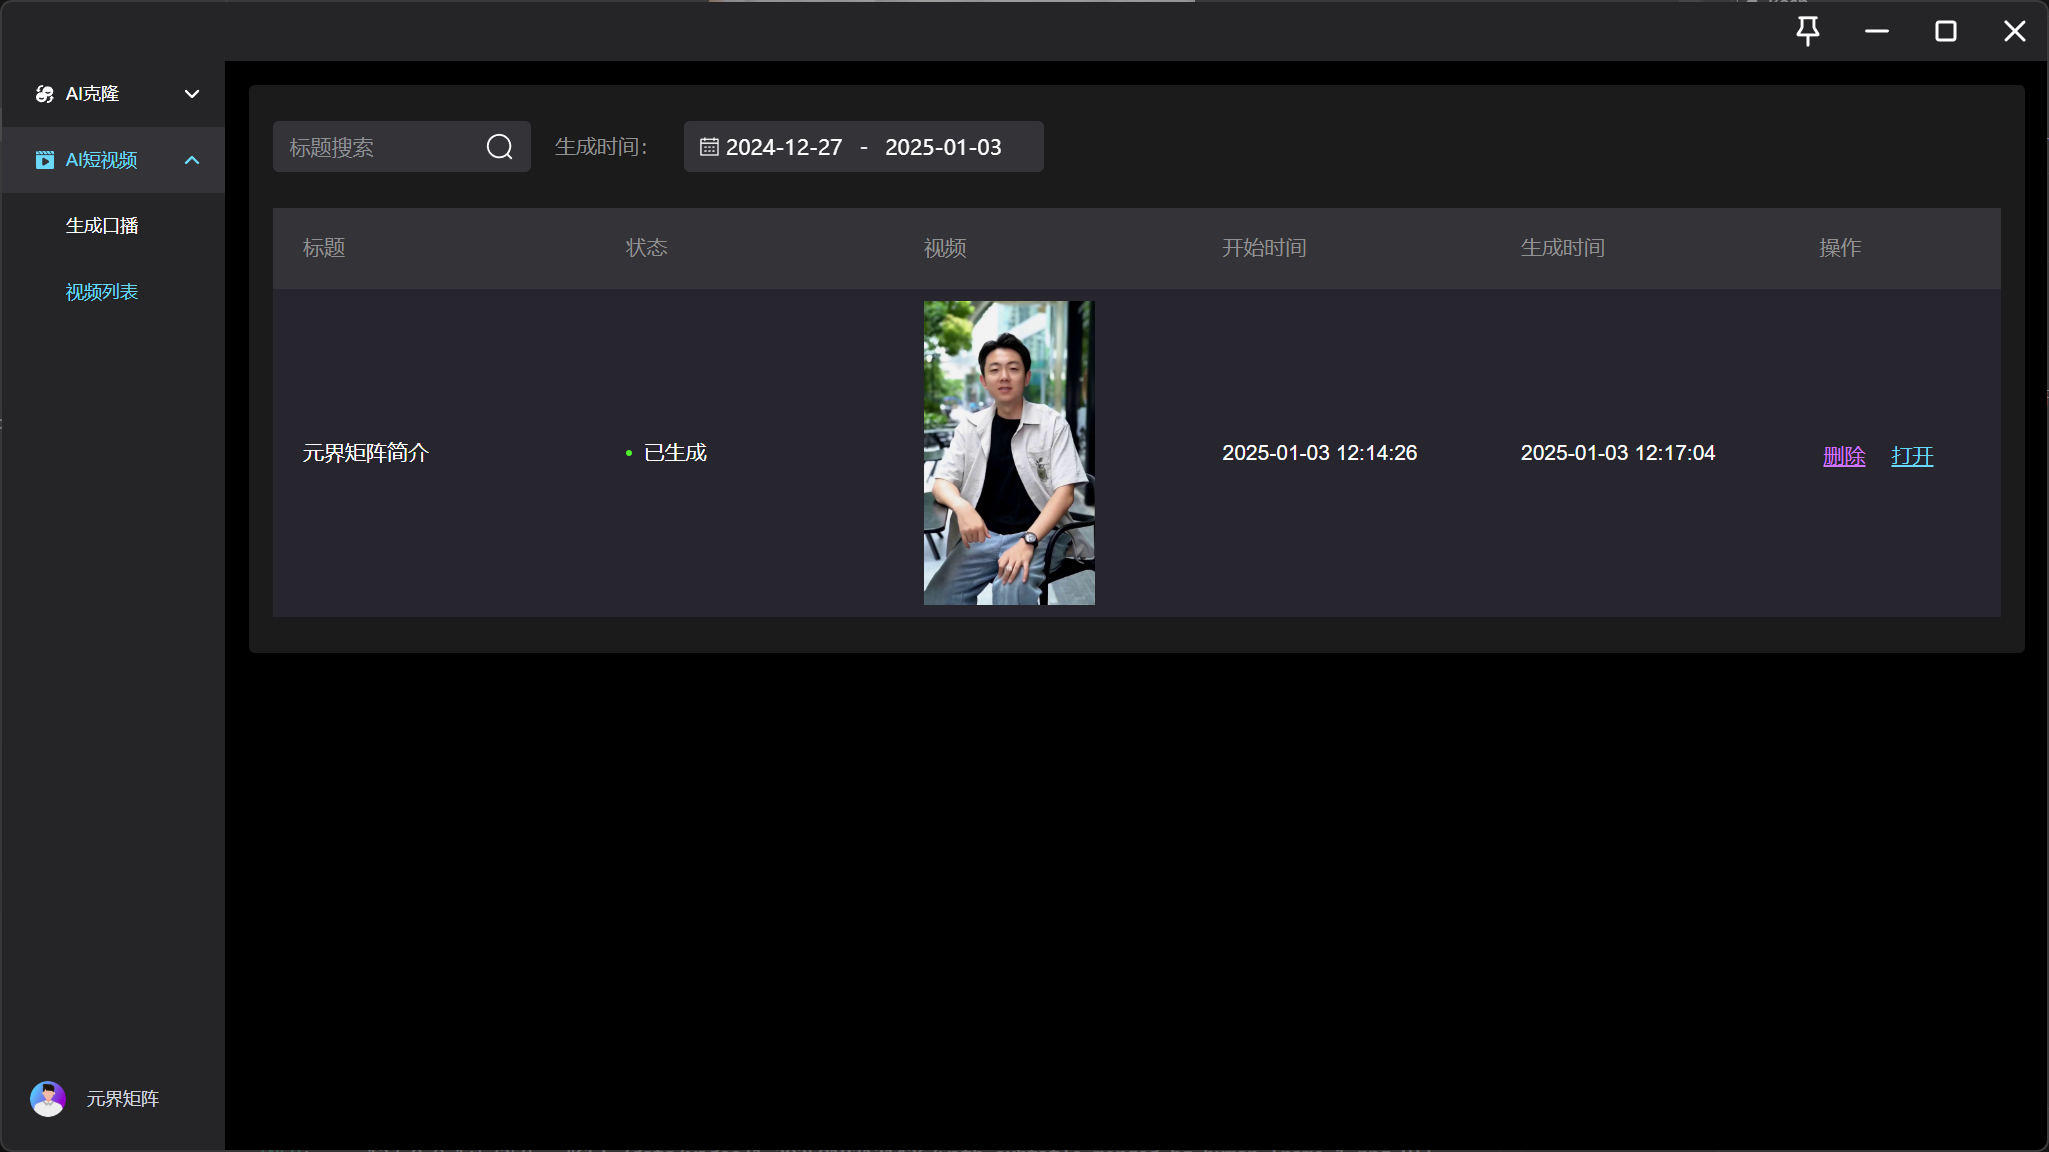 AI克隆
AI短视频
生成口播
视频列表
标题搜索
生成时间：
2024-12-27 - 2025-01-03
标题 状态 视频 开始时间 生成时间 操作
元界矩阵简介 已生成 2025-01-03 12:14:26 2025-01-03 12:17:04 删除 打开
元界矩阵